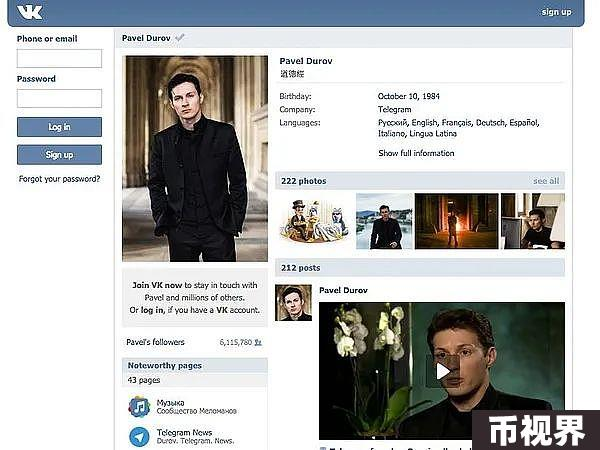 VK
sign up
Phone or email
Password
Log in
Sign up
Forgot your password?
Pavel Durov
Pavel Durov
道德經
Birthday: October 10, 1984
Company: Telegram
Languages: Русский, English, Français, Deutsch, Español,
Italiano, Lingua Latina
Show full information
222 photos see all
212 posts
Pavel Durov
Join VK now to stay in touch with
Pavel and millions of others.
Or log in, if you have a VK account.
Pavel's followers 6,115,780
Noteworthy pages
43 pages
Музыка
Сообщество Меломанов
Telegram News
Durov. Telegram. News.
币视界